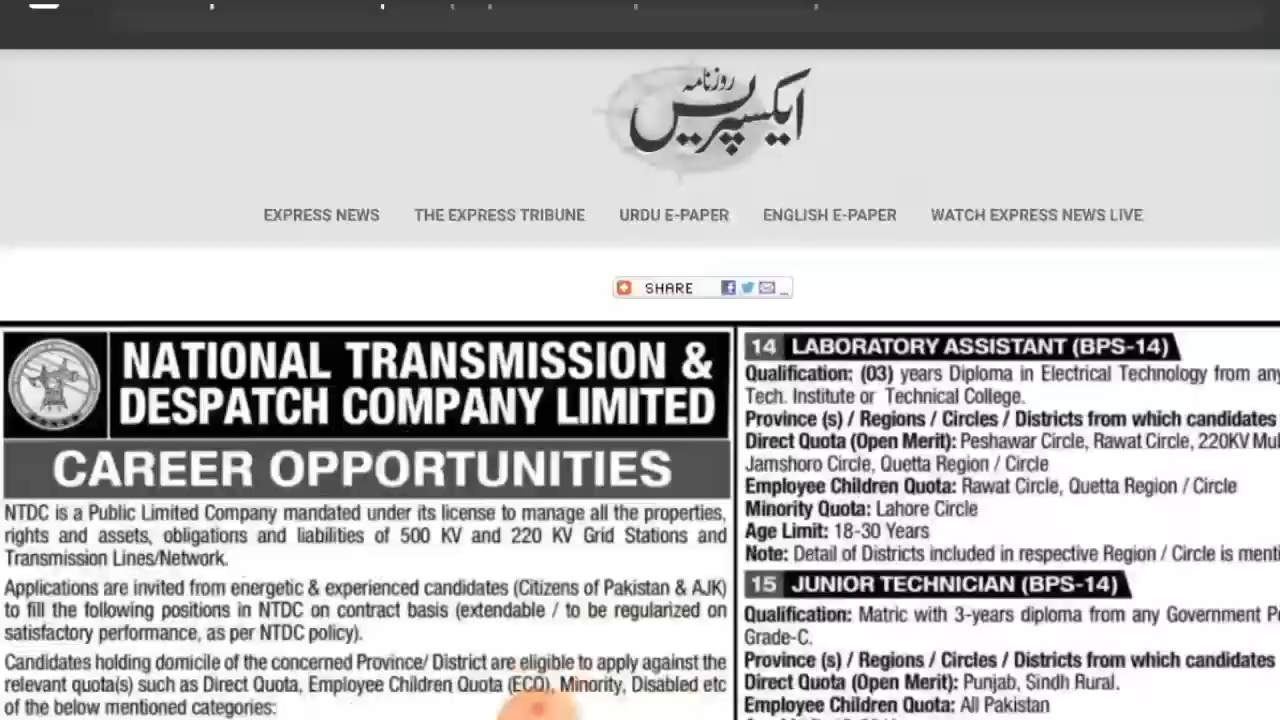 روزنامہ
ایکسپریس
EXPRESS NEWS THE EXPRESS TRIBUNE URDU E-PAPER ENGLISH E-PAPER WATCH EXPRESS NEWS LIVE
SHARE
NATIONAL TRANSMISSION &
DESPATCH COMPANY LIMITED
CAREER OPPORTUNITIES
NTDC is a Public Limited Company mandated under its license to manage all the properties,
rights and assets, obligations and liabilities of 500 KV and 220 KV Grid Stations and
Transmission Lines/Network.
Applications are invited from energetic & experienced candidates (Citizens of Pakistan & AJK)
to fill the following positions in NTDC on contract basis (extendable / to be regularized on
satisfactory performance, as per NTDC policy).
Candidates holding domicile of the concerned Province/ District are eligible to apply against the
relevant quota(s) such as Direct Quota, Employee Children Quota (ECQ), Minority, Disabled etc
of the below mentioned categories:
14 LABORATORY ASSISTANT (BPS-14)
Qualification: (03) years Diploma in Electrical Technology from any
Tech. Institute or Technical College.
Province (s) / Regions / Circles / Districts from which candidates
Direct Quota (Open Merit): Peshawar Circle, Rawat Circle, 220KV Mul
Jamshoro Circle, Quetta Region / Circle
Employee Children Quota: Rawat Circle, Quetta Region / Circle
Minority Quota: Lahore Circle
Age Limit: 18-30 Years
Note: Detail of Districts included in respective Region / Circle is menti
15 JUNIOR TECHNICIAN (BPS-14)
Qualification: Matric with 3-years diploma from any Government P
Grade-C.
Province (s) / Regions / Circles / Districts from which candidates
Direct Quota (Open Merit): Punjab, Sindh Rural.
Employee Children Quota: All Pakistan